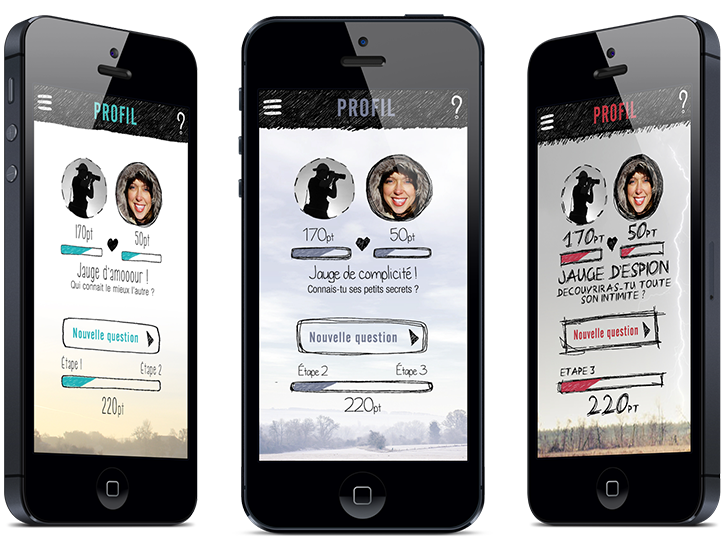 PROFIL
?
170pt
50pt
Jauge d'amooour !
Qui connait le mieux l'autre ?
Nouvelle question
Étape 1
Étape 2
220pt
PROFIL
?
170pt
50pt
Jauge de complicité !
Connais-tu ses petits secrets ?
Nouvelle question
Étape 2
Étape 3
220pt
PROFIL
?
170PT
50PT
JAUGE D'ESPION
DECOUVRIRAS-TU TOUTE
SON INTIMITE ?
Nouvelle question
ETAPE 3
220PT